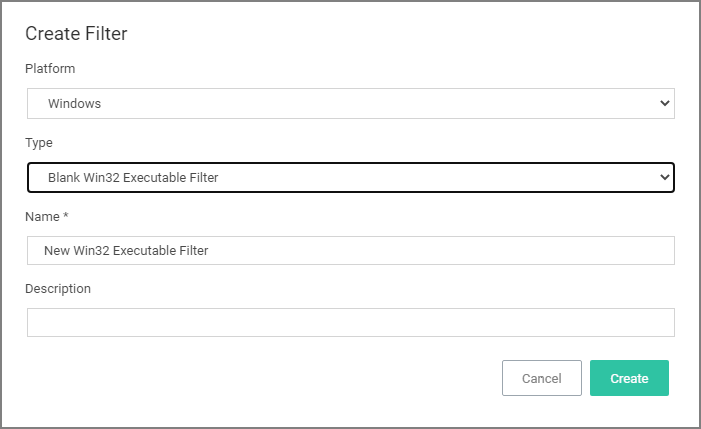 Create Filter
Platform
Windows
Type
Blank Win32 Executable Filter
Name *
New Win32 Executable Filter
Description
Cancel Create